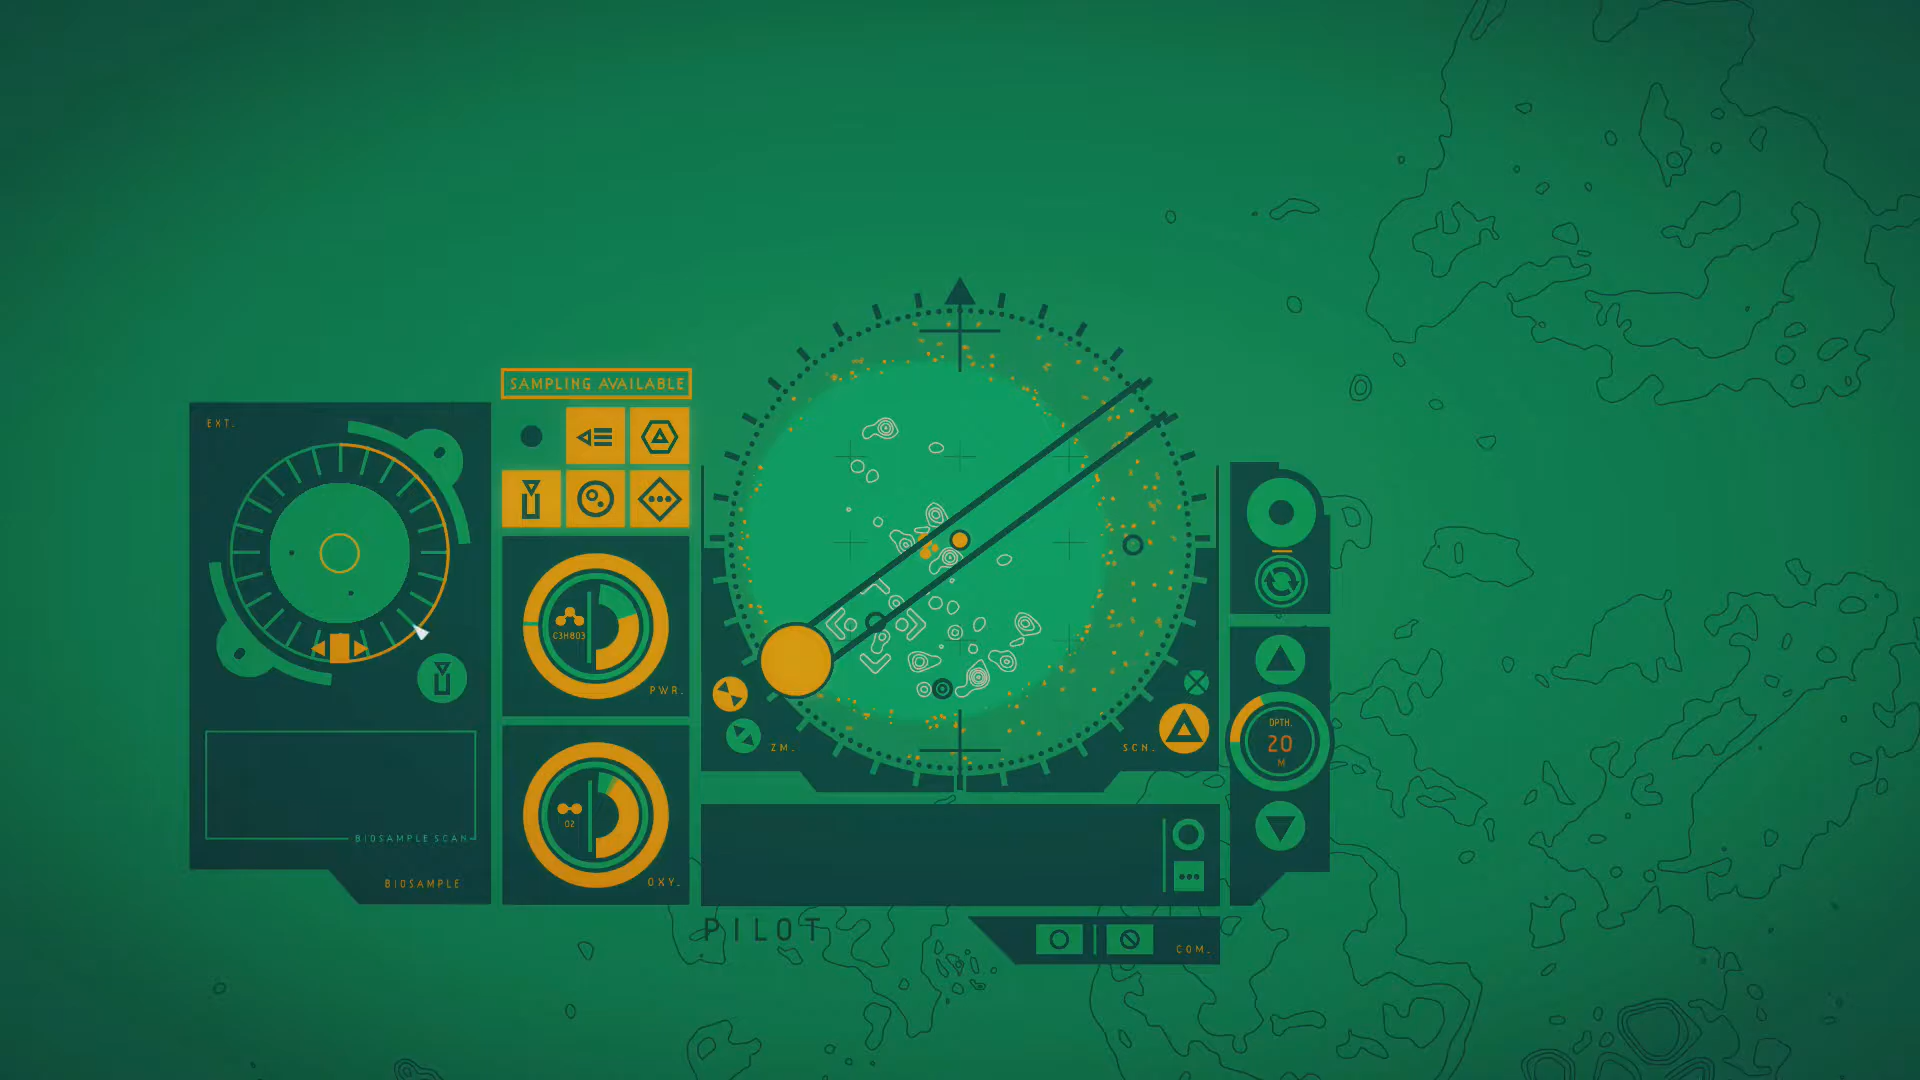 SAMPLING AVAILABLE
EXT.
C3H8O3
PWR.
O2
OXY.
BIOSAMPLE SCAN
BIOSAMPLE
ZM.
SCN.
DPTH.
20
M
PILOT
COM.